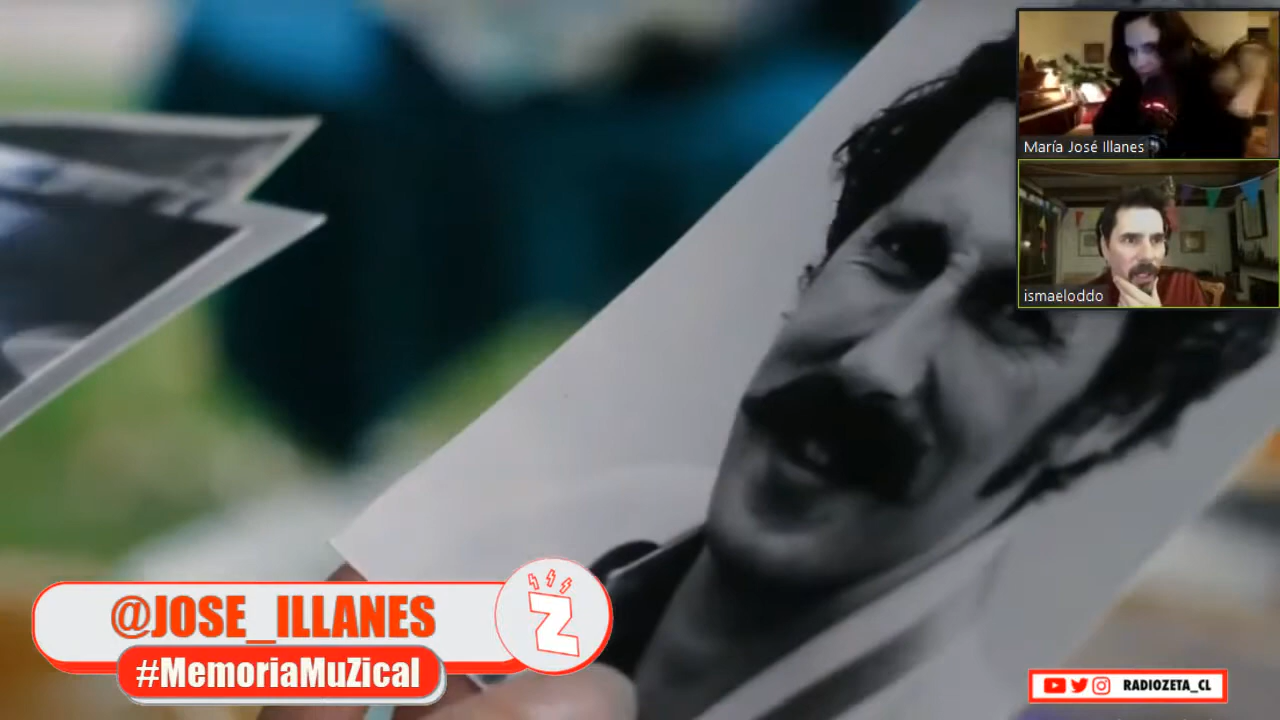 María José Illanes
ismaeloddo
@JOSE_ILLANES
Z
#MemoriaMuZical
RADIOZETA_CL